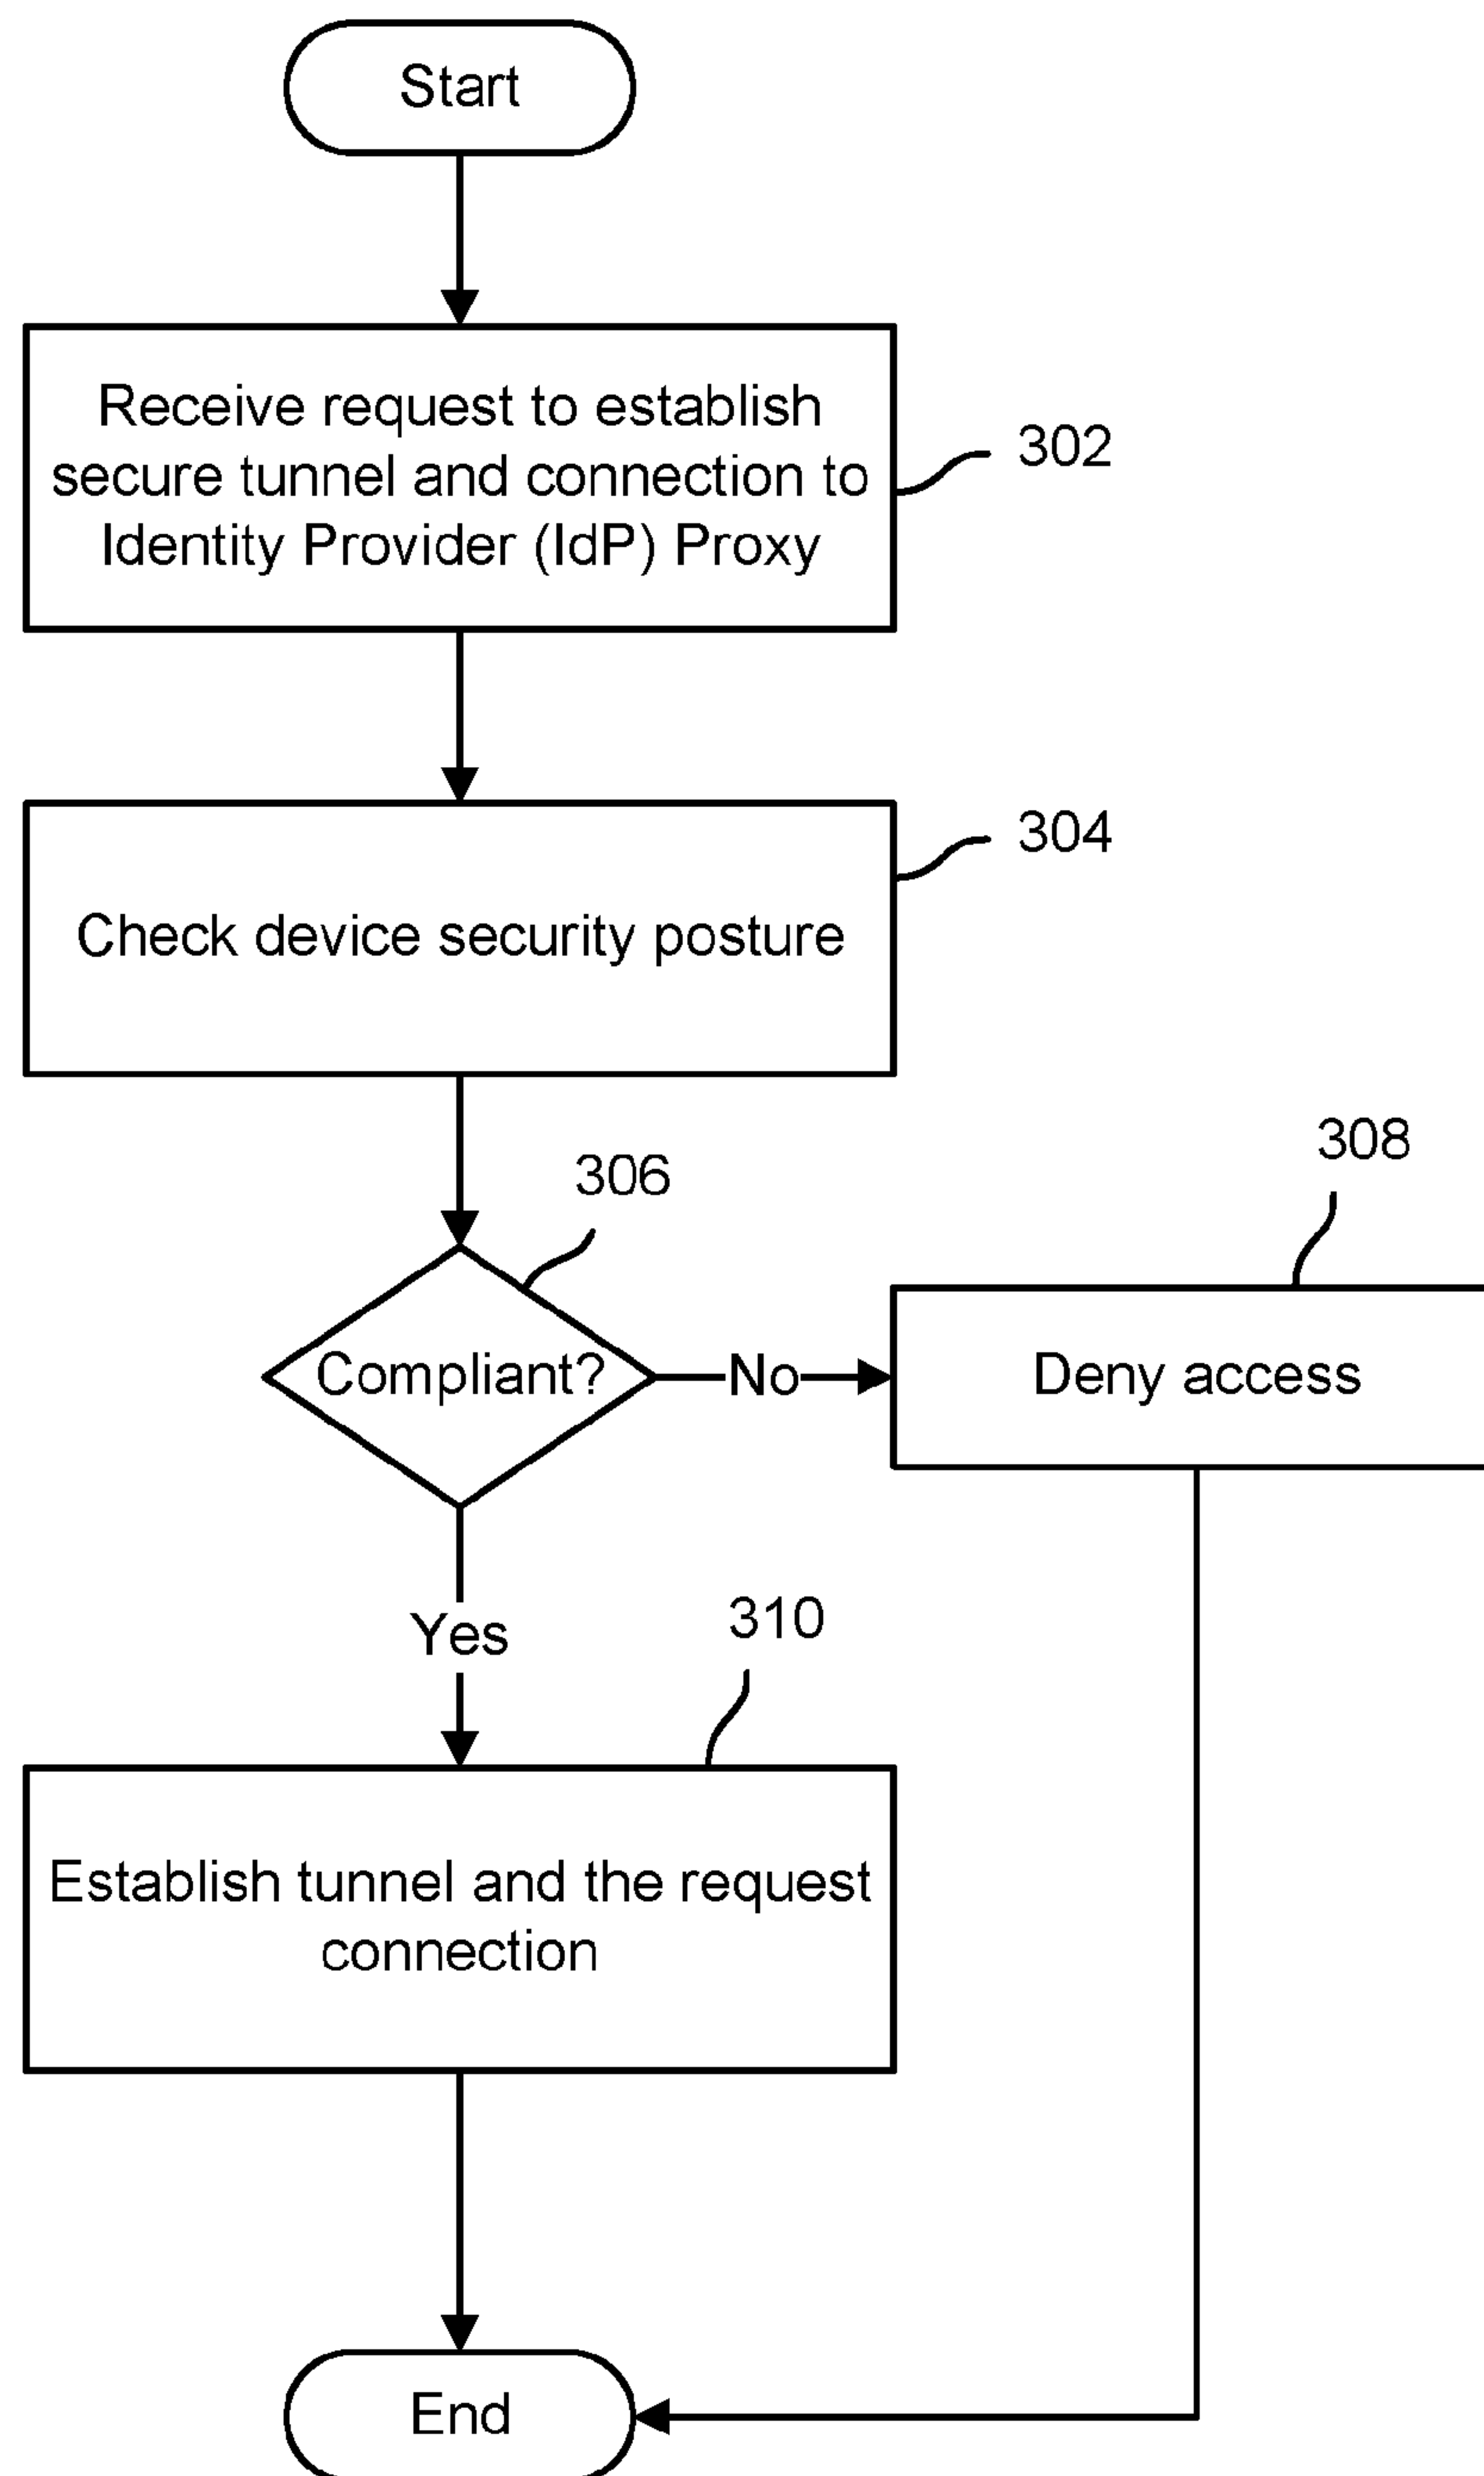 Start
Receive request to establish
secure tunnel and connection to
Identity Provider (IdP) Proxy
302
Check device security posture
304
306
308
Compliant?
No
Deny access
Yes
310
Establish tunnel and the request
connection
End